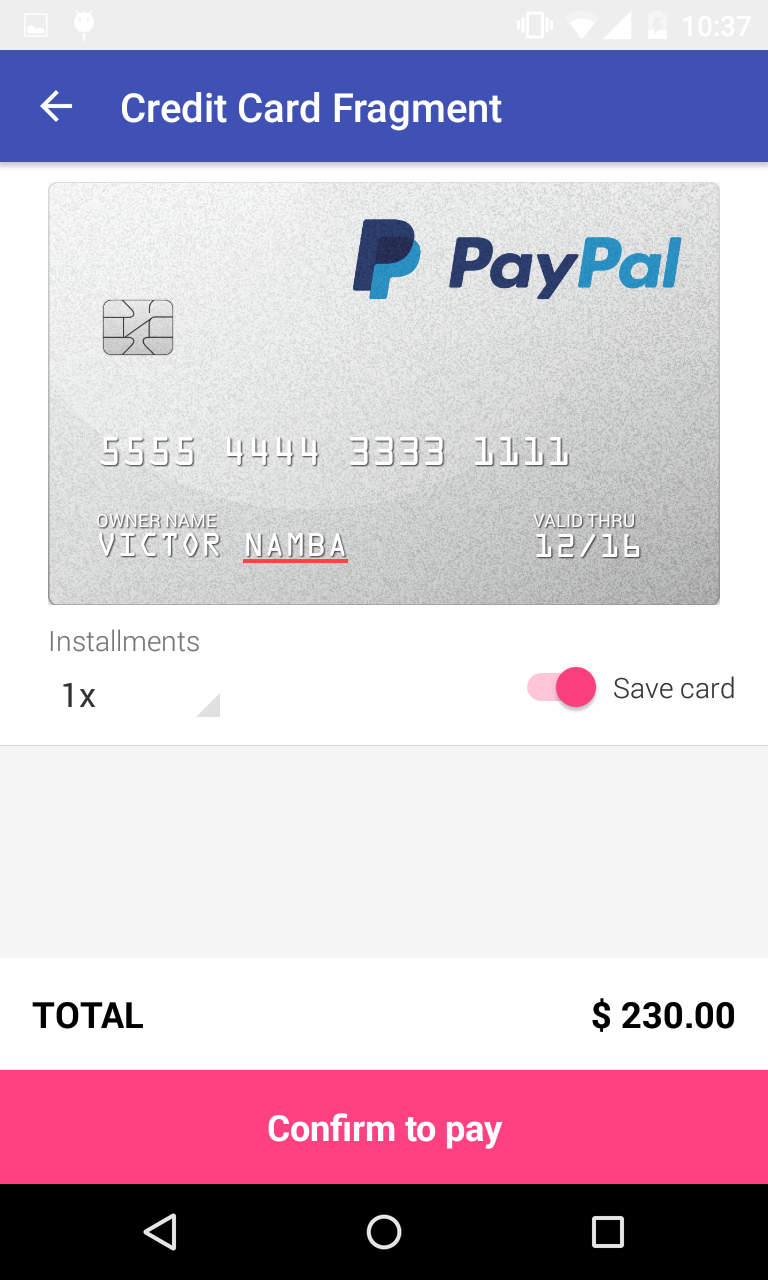 10:37
Credit Card Fragment
PayPal
5555 4444 3333 1111
OWNER NAME VALID THRU
VICTOR NAMBA 12/16
Installments
1x Save card
TOTAL $ 230.00
Confirm to pay